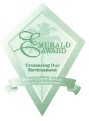 EMERALD
AWARD
Treasuring Our
Environment